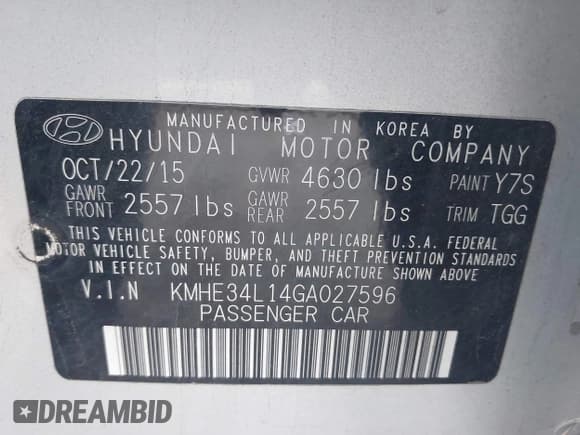 MANUFACTURED IN KOREA BY
HYUNDAI MOTOR COMPANY
OCT/22/15 GVWR 4630 lbs PAINT Y7S
GAWR FRONT 2557 lbs GAWR REAR 2557 lbs TRIM TGG
THIS VEHICLE CONFORMS TO ALL APPLICABLE U.S.A. FEDERAL
MOTOR VEHICLE SAFETY, BUMPER, AND THEFT PREVENTION
STANDARDS IN EFFECT ON THE DATE OF MANUFACTURE SHOWN ABOVE.
V.I.N KMHE34L14GA027596
PASSENGER CAR
DREAMBID